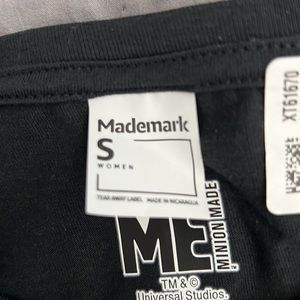 Mademark
S
WOMEN
TEAR AWAY LABEL MADE IN NICARAGUA
ME
MINION MADE
TM & ©
Universal Studios.
XT61670